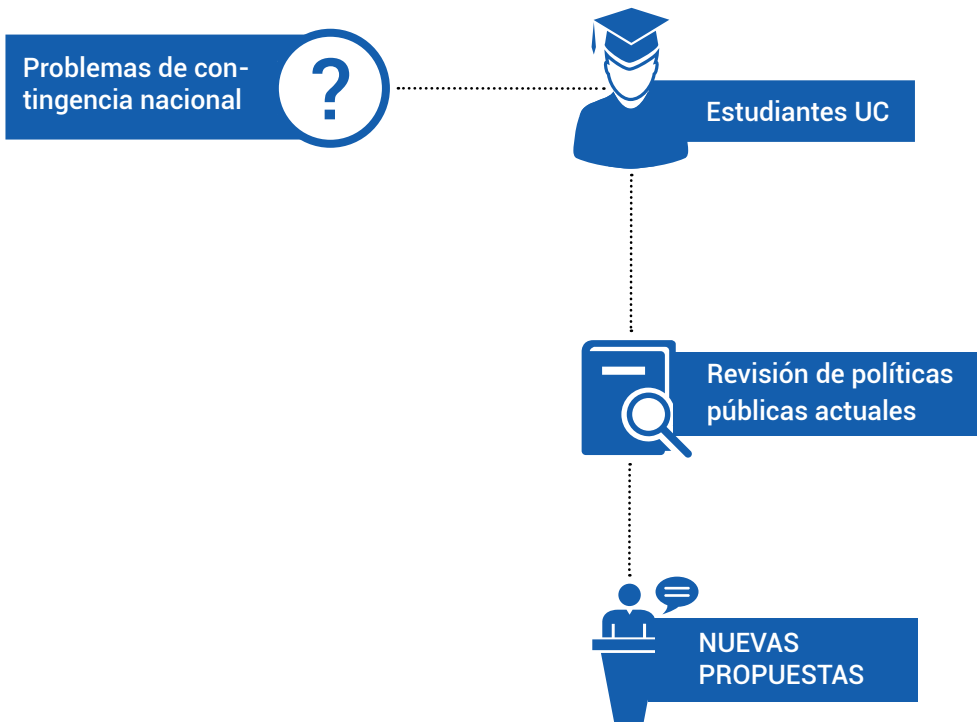 Problemas de con-
tingencia nacional
?
Estudiantes UC
Revisión de políticas
públicas actuales
NUEVAS
PROPUESTAS